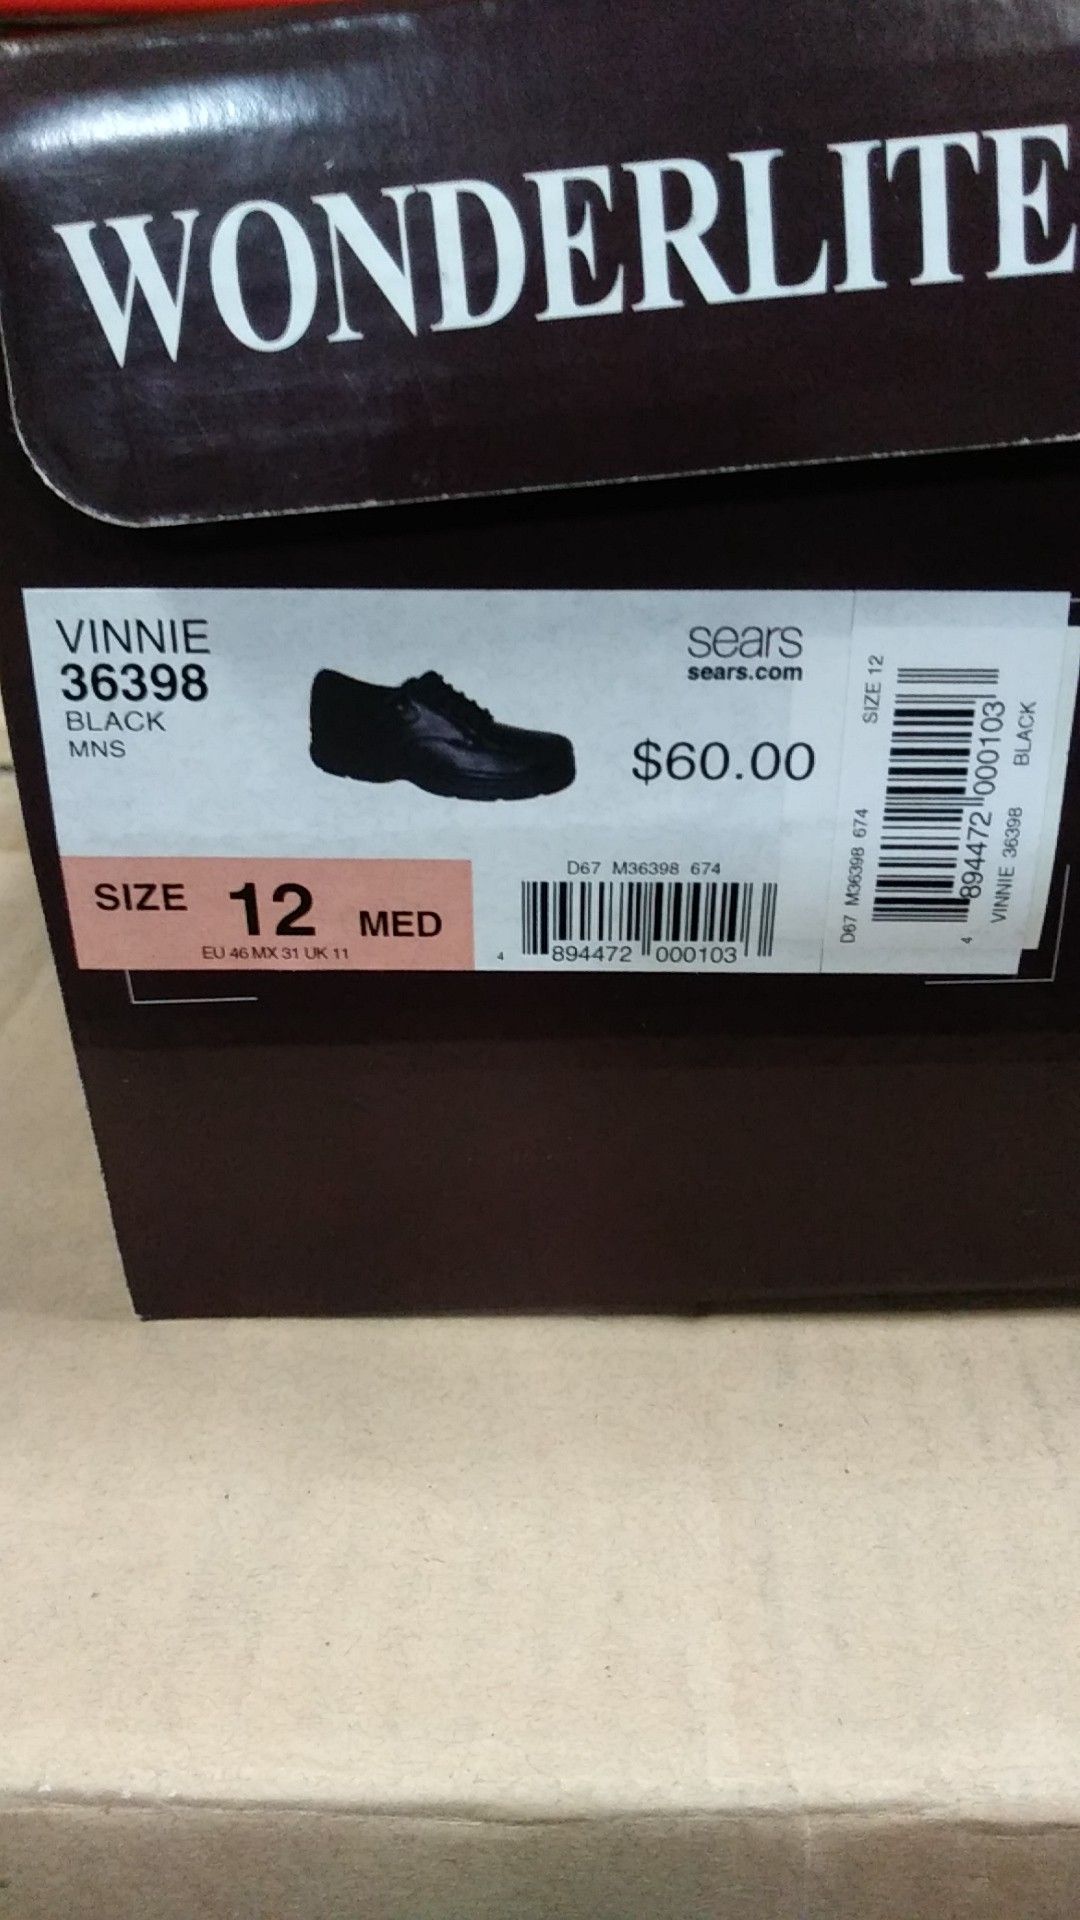 WONDERLITE
VINNIE
36398
BLACK
MNS
sears
sears.com
$60.00
SIZE 12 MED
EU 46 MX 31 UK 11
D67 M36398 674
4 894472 000103
D67 M36398 674 SIZE 12
4 894472 000103
VINNIE 36398 BLACK